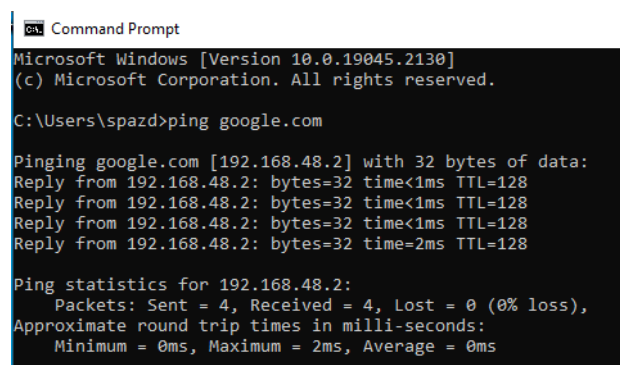 Command Prompt
Microsoft Windows [Version 10.0.19045.2130]
(c) Microsoft Corporation. All rights reserved.
C:\Users\spazd>ping google.com
Pinging google.com [192.168.48.2] with 32 bytes of data:
Reply from 192.168.48.2: bytes=32 time<1ms TTL=128
Reply from 192.168.48.2: bytes=32 time<1ms TTL=128
Reply from 192.168.48.2: bytes=32 time<1ms TTL=128
Reply from 192.168.48.2: bytes=32 time=2ms TTL=128
Ping statistics for 192.168.48.2:
    Packets: Sent = 4, Received = 4, Lost = 0 (0% loss),
Approximate round trip times in milli-seconds:
    Minimum = 0ms, Maximum = 2ms, Average = 0ms